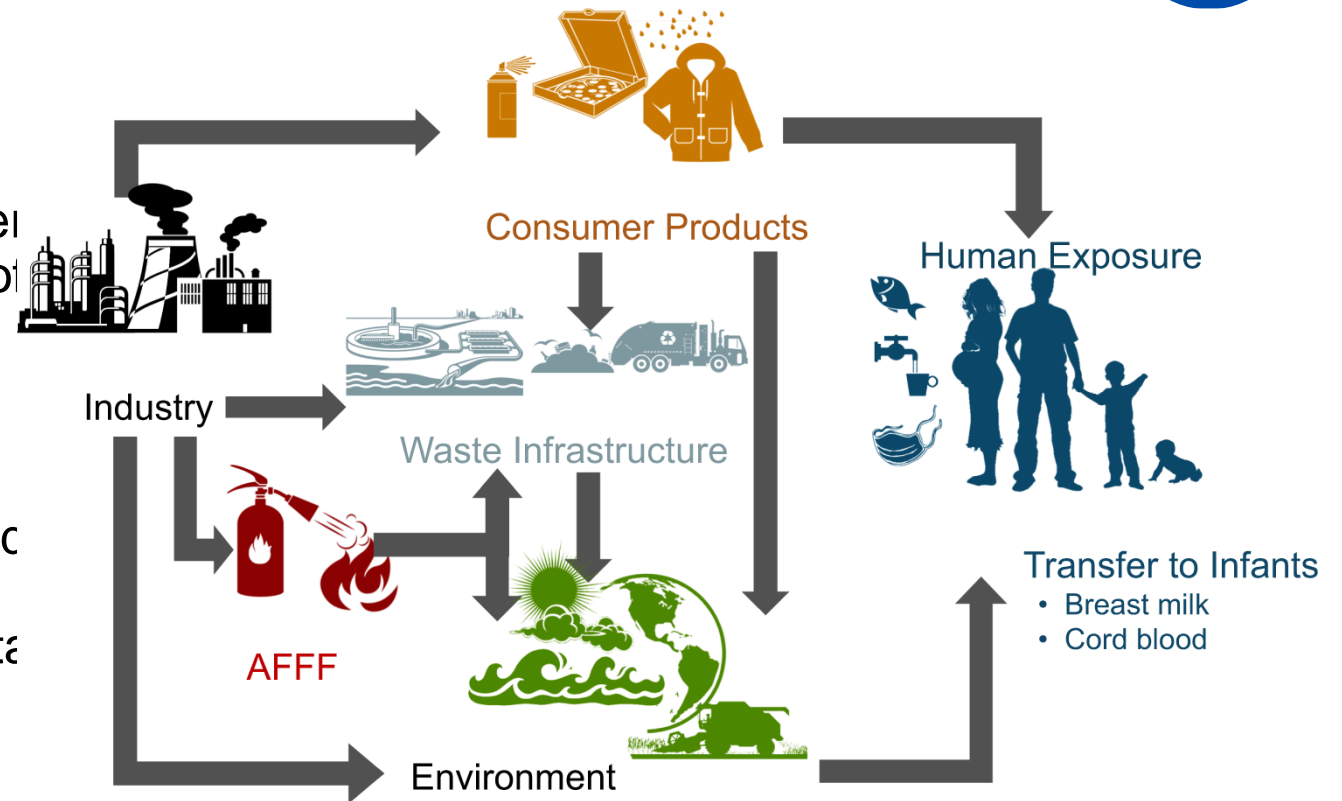 Consumer Products
Human Exposure
Industry
Waste Infrastructure
AFFF
Transfer to Infants
• Breast milk
• Cord blood
Environment